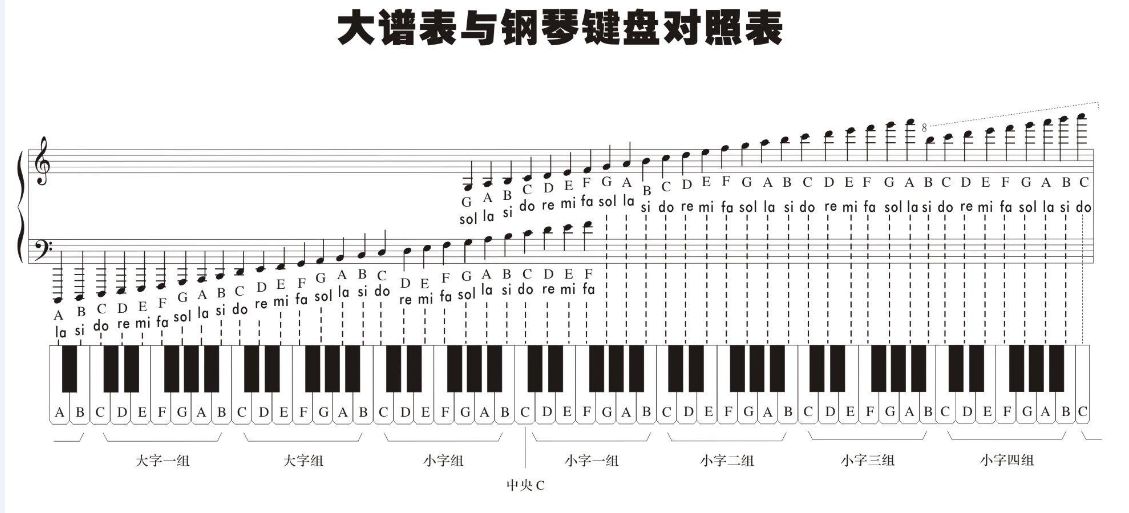 大谱表与钢琴键盘对照表
8
G A B C D E F G A B C D E F G A B C D E F G A B C D E F G A B C
sol la si do re mi fa sol la si do re mi fa sol la si do re mi fa sol la si do re mi fa sol la si do
A B C D E F G A B C D E F G A B C D E F G A B C D E F
la si do re mi fa sol la si do re mi fa sol la si do re mi fa sol la si do re mi fa
A B C D E F G A B C D E F G A B C D E F G A B C D E F G A B C D E F G A B C D E F G A B C D E F G A B C
大字一组 大字组 小字组 小字一组 小字二组 小字三组 小字四组
中央 C